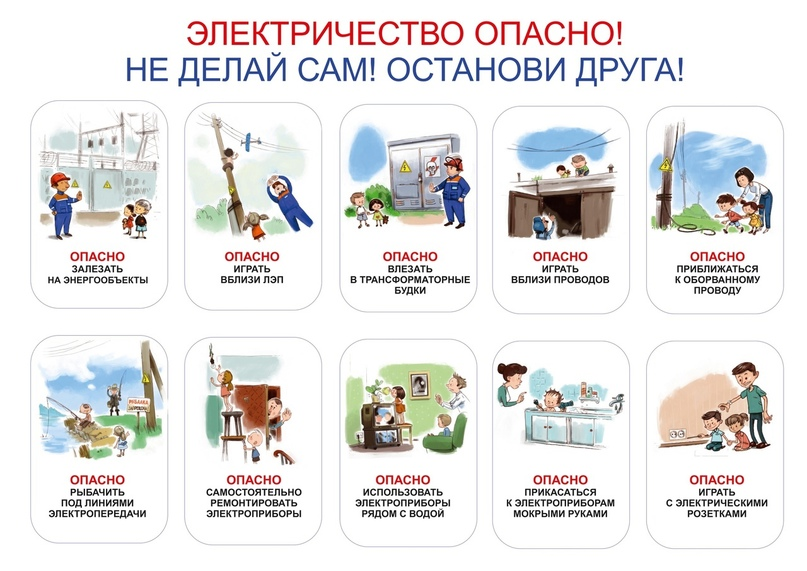 ЭЛЕКТРИЧЕСТВО ОПАСНО!
НЕ ДЕЛАЙ САМ! ОСТАНОВИ ДРУГА!
ОПАСНО
ЗАЛЕЗАТЬ
НА ЭНЕРГООБЪЕКТЫ
ОПАСНО
ИГРАТЬ
ВБЛИЗИ ЛЭП
ОПАСНО
ВЛЕЗАТЬ
В ТРАНСФОРМАТОРНЫЕ
БУДКИ
ОПАСНО
ИГРАТЬ
ВБЛИЗИ ПРОВОДОВ
ОПАСНО
ПРИБЛИЖАТЬСЯ
К ОБОРВАННОМУ
ПРОВОДУ
РЫБАЛКА
ЗАПРЕЩЕНА
ОПАСНО
РЫБАЧИТЬ
ПОД ЛИНИЯМИ
ЭЛЕКТРОПЕРЕДАЧИ
ОПАСНО
САМОСТОЯТЕЛЬНО
РЕМОНТИРОВАТЬ
ЭЛЕКТРОПРИБОРЫ
ОПАСНО
ИСПОЛЬЗОВАТЬ
ЭЛЕКТРОПРИБОРЫ
РЯДОМ С ВОДОЙ
ОПАСНО
ПРИКАСАТЬСЯ
К ЭЛЕКТРОПРИБОРАМ
МОКРЫМИ РУКАМИ
ОПАСНО
ИГРАТЬ
С ЭЛЕКТРИЧЕСКИМИ
РОЗЕТКАМИ